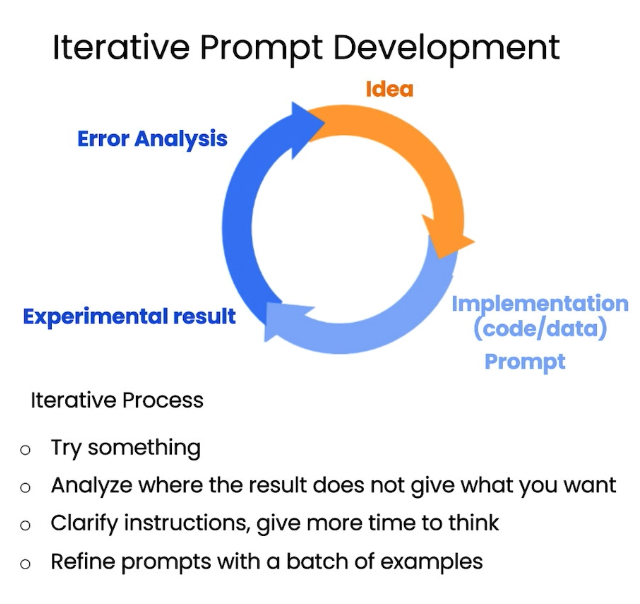 Iterative Prompt Development
Idea
Error Analysis
Experimental result
Implementation
(code/data)
Prompt
Iterative Process
Try something
Analyze where the result does not give what you want
Clarify instructions, give more time to think
Refine prompts with a batch of examples